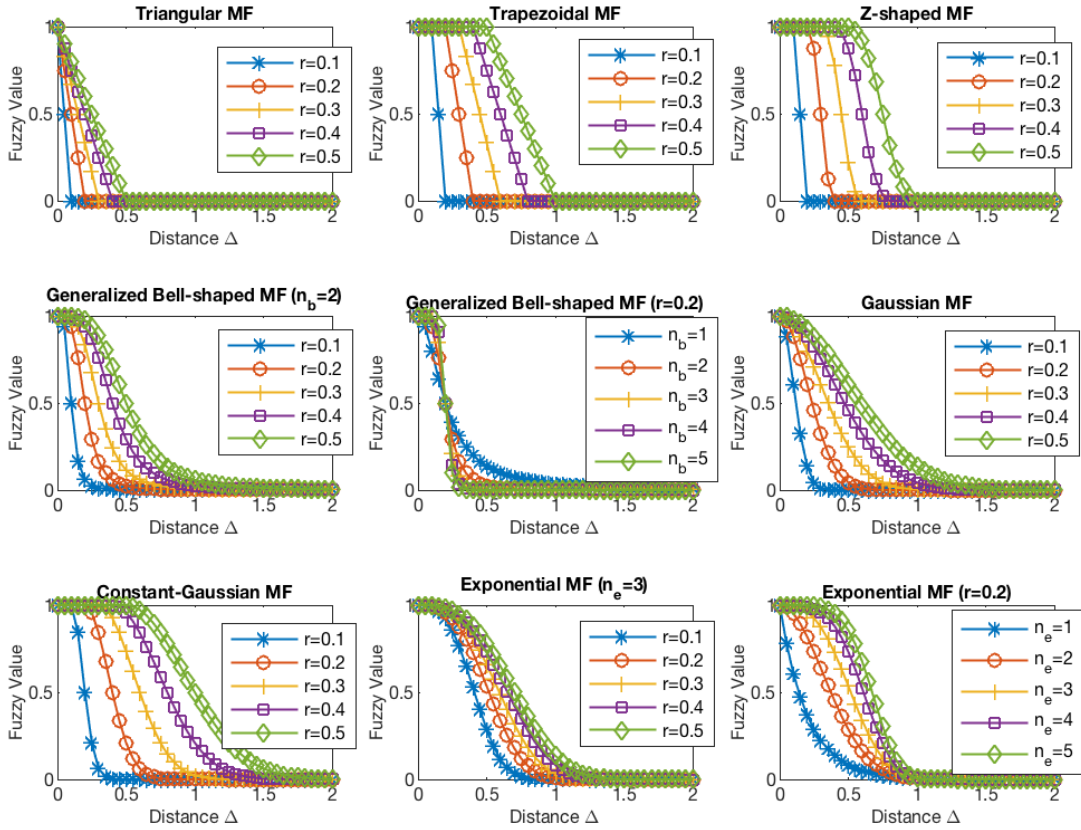 Triangular MF
1
0.5
0
Fuzzy Value
r=0.1
r=0.2
r=0.3
r=0.4
r=0.5
0 0.5 1 1.5 2
Distance Δ
Trapezoidal MF
1
0.5
0
Fuzzy Value
r=0.1
r=0.2
r=0.3
r=0.4
r=0.5
0 0.5 1 1.5 2
Distance Δ
Z-shaped MF
1
0.5
0
Fuzzy Value
r=0.1
r=0.2
r=0.3
r=0.4
r=0.5
0 0.5 1 1.5 2
Distance Δ
Generalized Bell-shaped MF (n_b=2)
1
0.5
0
Fuzzy Value
r=0.1
r=0.2
r=0.3
r=0.4
r=0.5
0 0.5 1 1.5 2
Distance Δ
Generalized Bell-shaped MF (r=0.2)
1
0.5
0
Fuzzy Value
n_b=1
n_b=2
n_b=3
n_b=4
n_b=5
0 0.5 1 1.5 2
Distance Δ
Gaussian MF
1
0.5
0
Fuzzy Value
r=0.1
r=0.2
r=0.3
r=0.4
r=0.5
0 0.5 1 1.5 2
Distance Δ
Constant-Gaussian MF
1
0.5
0
Fuzzy Value
r=0.1
r=0.2
r=0.3
r=0.4
r=0.5
0 0.5 1 1.5 2
Distance Δ
Exponential MF (n_e=3)
1
0.5
0
Fuzzy Value
r=0.1
r=0.2
r=0.3
r=0.4
r=0.5
0 0.5 1 1.5 2
Distance Δ
Exponential MF (r=0.2)
1
0.5
0
Fuzzy Value
n_e=1
n_e=2
n_e=3
n_e=4
n_e=5
0 0.5 1 1.5 2
Distance Δ